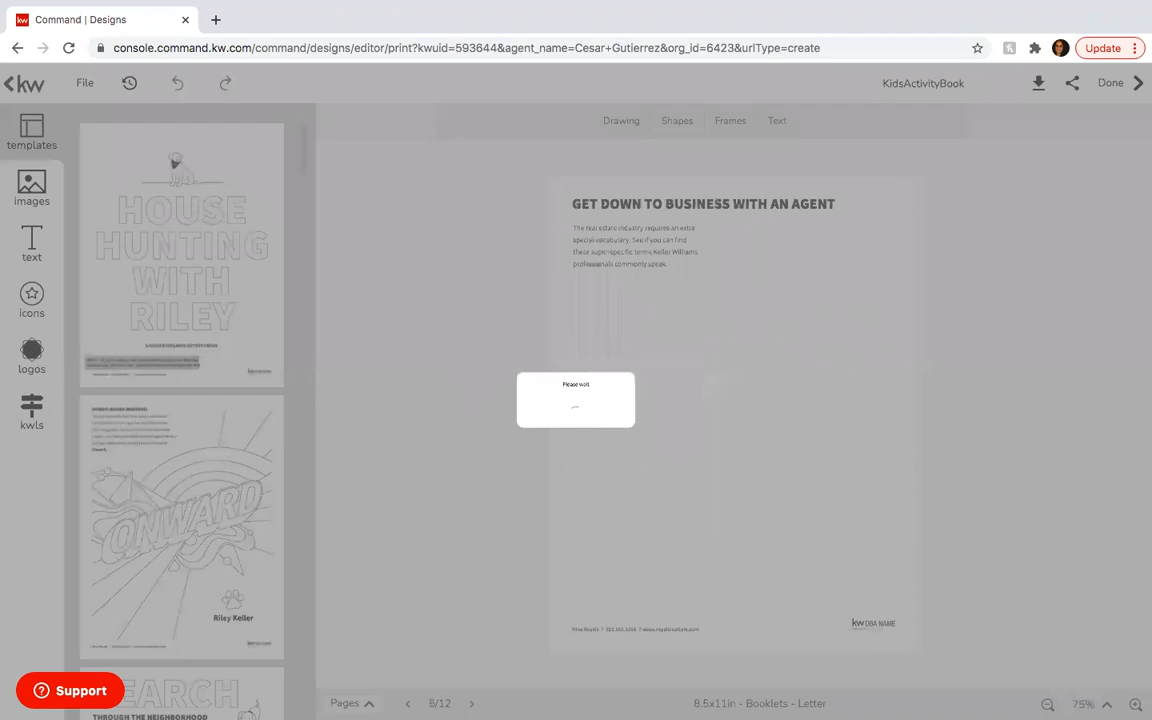 Command | Designs
console.command.kw.com/command/designs/editor/print?kwuid=593644&agent_name=Cesar+Gutierrez&org_id=6423&urlType=create
Update
kw
File
KidsActivityBook
Done
templates
images
text
icons
logos
kwls
Drawing
Shapes
Frames
Text
HOUSE
HUNTING
WITH
RILEY
ONWARD
Riley Keller
SEARCH
THROUGH THE NEIGHBORHOOD
GET DOWN TO BUSINESS WITH AN AGENT
The real estate industry requires an extra
special vocabulary. See if you can find
these super-specific terms Keller Williams
professionals commonly speak.
Please wait
kw DBA NAME
Support
Pages
6/12
8.5x11in - Booklets - Letter
75%